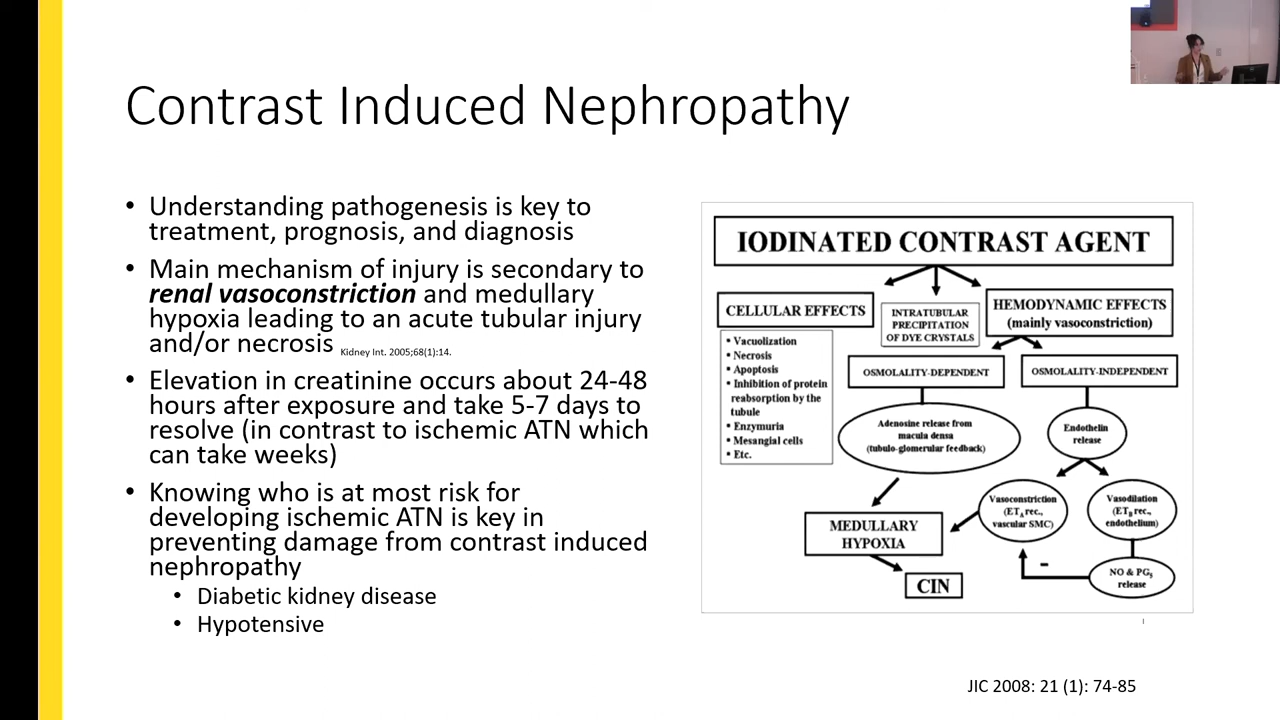 Contrast Induced Nephropathy
• Understanding pathogenesis is key to
treatment, prognosis, and diagnosis
• Main mechanism of injury is secondary to
renal vasoconstriction and medullary
hypoxia leading to an acute tubular injury
and/or necrosis Kidney Int. 2005;68(1):14.
• Elevation in creatinine occurs about 24-48
hours after exposure and take 5-7 days to
resolve (in contrast to ischemic ATN which
can take weeks)
• Knowing who is at most risk for
developing ischemic ATN is key in
preventing damage from contrast induced
nephropathy
• Diabetic kidney disease
• Hypotensive
IODINATED CONTRAST AGENT
CELLULAR EFFECTS
• Vacuolization
• Necrosis
• Apoptosis
• Inhibition of protein
reabsorption by the
tubule
• Enzymuria
• Mesangial cells
• Etc.
INTRATUBULAR
PRECIPITATION
OF DYE CRYSTALS
HEMODYNAMIC EFFECTS
(mainly vasoconstriction)
OSMOLALITY-DEPENDENT
OSMOLALITY-INDEPENDENT
Adenosine release from
macula densa
(tubulo-glomerular feedback)
Endothelin
release
Vasoconstriction
(ETA rec.,
vascular SMC)
Vasodilation
(ETB rec.,
endothelium)
MEDULLARY
HYPOXIA
–
NO & PGS
release
CIN
JIC 2008: 21 (1): 74-85